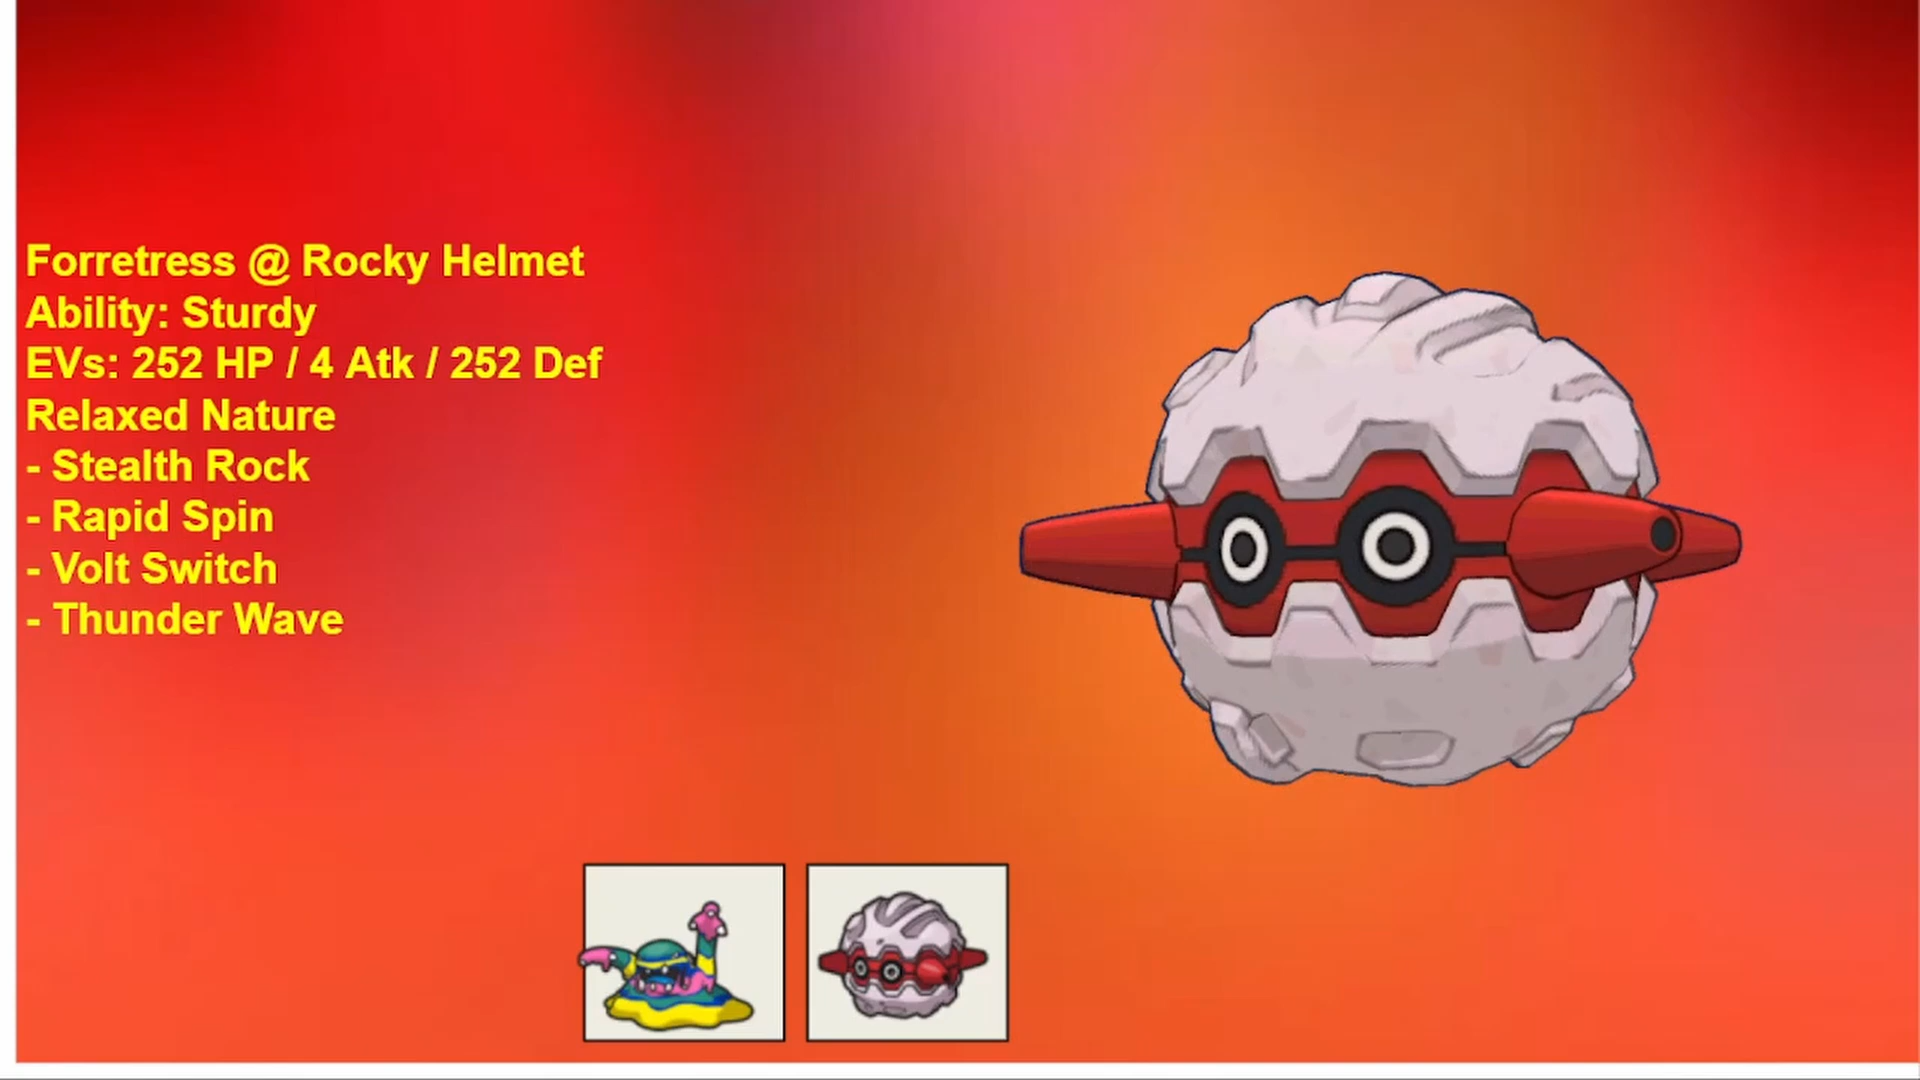 Forretress @ Rocky Helmet
Ability: Sturdy
EVs: 252 HP / 4 Atk / 252 Def
Relaxed Nature
- Stealth Rock
- Rapid Spin
- Volt Switch
- Thunder Wave